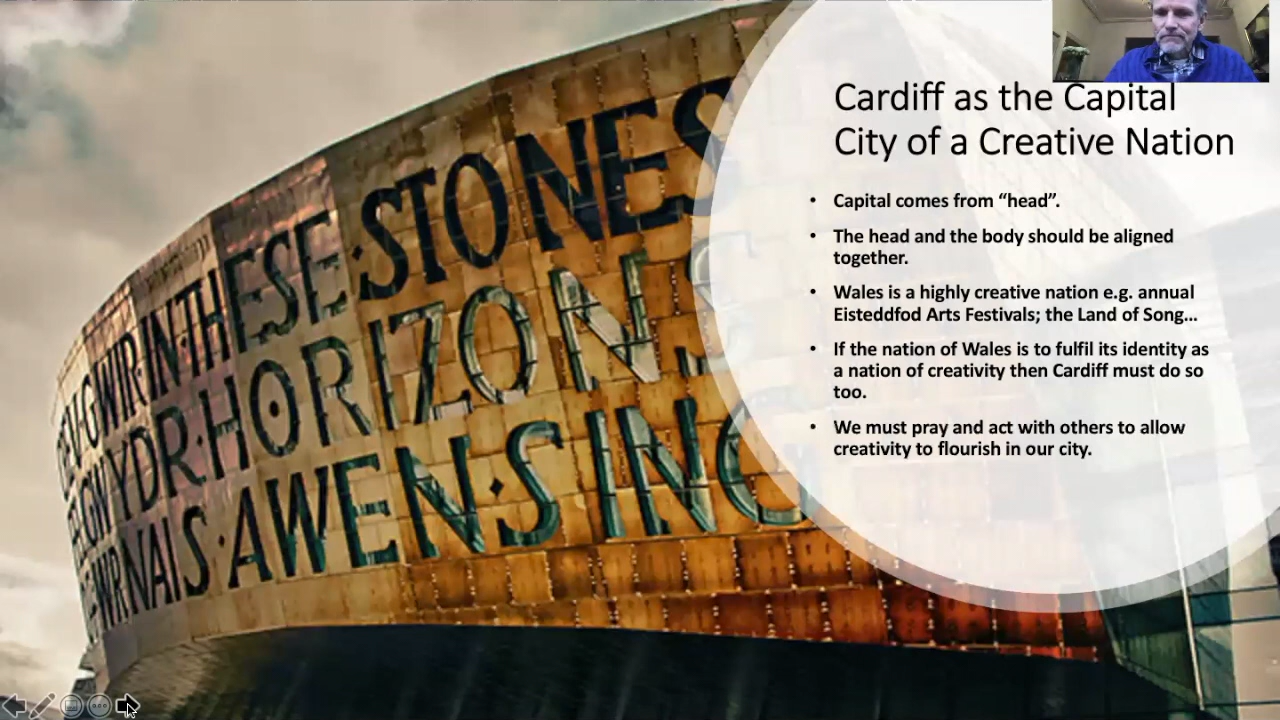 GWIR·IN·THESE·STONES
GWYDR·HORIZONS
AWEN·SING
Cardiff as the Capital
City of a Creative Nation
• Capital comes from “head”.
• The head and the body should be aligned
together.
• Wales is a highly creative nation e.g. annual
Eisteddfod Arts Festivals; the Land of Song…
• If the nation of Wales is to fulfil its identity as
a nation of creativity then Cardiff must do so
too.
• We must pray and act with others to allow
creativity to flourish in our city.